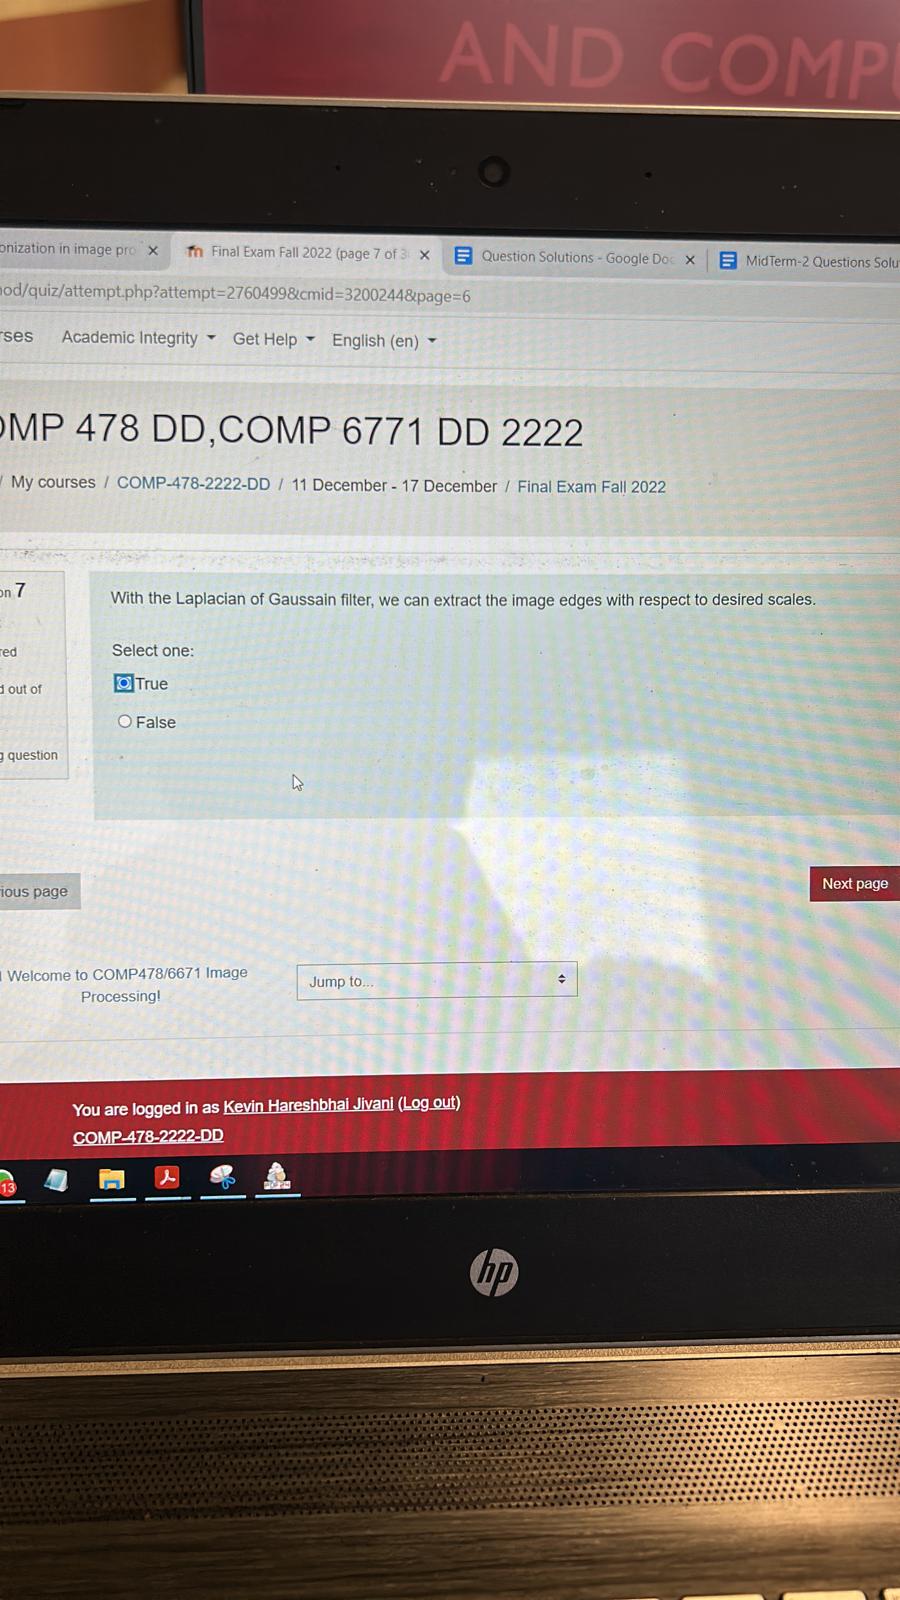 AND COMP
onization in image pro
Final Exam Fall 2022 (page 7 of 3
Question Solutions - Google Doc
MidTerm-2 Questions Solu
nod/quiz/attempt.php?attempt=2760499&cmid=3200244&page=6
rses Academic Integrity Get Help English (en)
OMP 478 DD,COMP 6771 DD 2222
/ My courses / COMP-478-2222-DD / 11 December - 17 December / Final Exam Fall 2022
on 7
red
d out of
g question
With the Laplacian of Gaussain filter, we can extract the image edges with respect to desired scales.
Select one:
True
False
ious page
Next page
Welcome to COMP478/6671 Image
Processing!
Jump to...
You are logged in as Kevin Hareshbhai Jivani (Log out)
COMP-478-2222-DD
13
hp